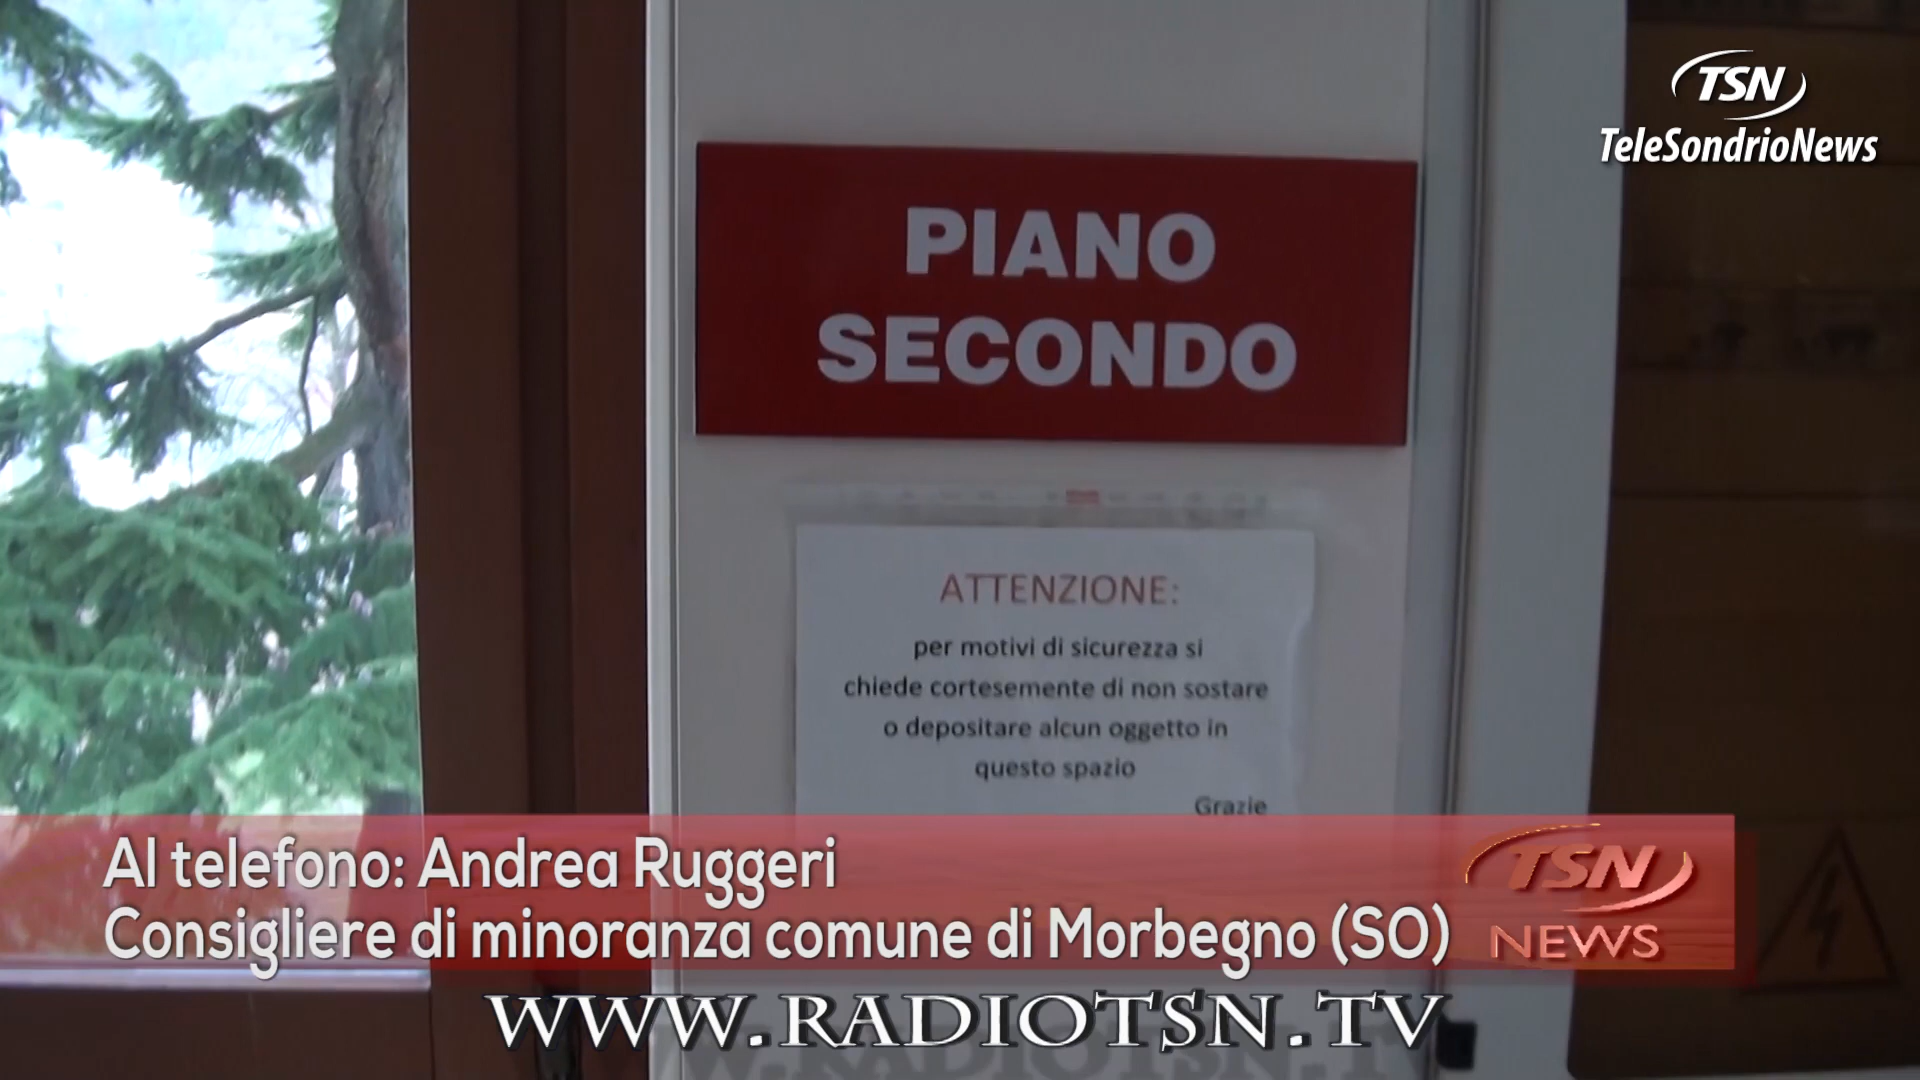 TSN
TeleSondrioNews
PIANO
SECONDO
ATTENZIONE:
per motivi di sicurezza si
chiede cortesemente di non sostare
o depositare alcun oggetto in
questo spazio
Grazie
Al telefono: Andrea Ruggeri
Consigliere di minoranza comune di Morbegno (SO)
TSN
NEWS
WWW.RADIOTSN.TV